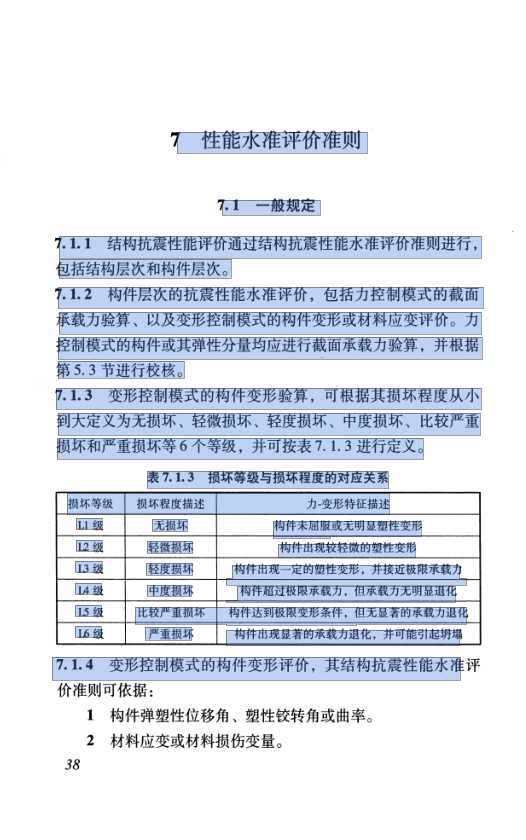 7 性能水准评价准则
7.1 一般规定
7.1.1 结构抗震性能评价通过结构抗震性能水准评价准则进行，
包括结构层次和构件层次。
7.1.2 构件层次的抗震性能水准评价，包括力控制模式的截面
承载力验算、以及变形控制模式的构件变形或材料应变评价。力
控制模式的构件或其弹性分量均应进行截面承载力验算，并根据
第5.3节进行校核。
7.1.3 变形控制模式的构件变形验算，可根据其损坏程度从小
到大定义为无损坏、轻微损坏、轻度损坏、中度损坏、比较严重
损坏和严重损坏等6个等级，并可按表7.1.3进行定义。
表7.1.3 损坏等级与损坏程度的对应关系
损坏等级 损坏程度描述 力-变形特征描述
L1级 无损坏 构件未屈服或无明显塑性变形
L2级 轻微损坏 构件出现较轻微的塑性变形
L3级 轻度损坏 构件出现一定的塑性变形，并接近极限承载力
L4级 中度损坏 构件超过极限承载力，但承载力无明显退化
L5级 比较严重损坏 构件达到极限变形条件，但无显著的承载力退化
L6级 严重损坏 构件出现显著的承载力退化，并可能引起坍塌
7.1.4 变形控制模式的构件变形评价，其结构抗震性能水准评
价准则可依据：
1 构件弹塑性位移角、塑性铰转角或曲率。
2 材料应变或材料损伤变量。
38